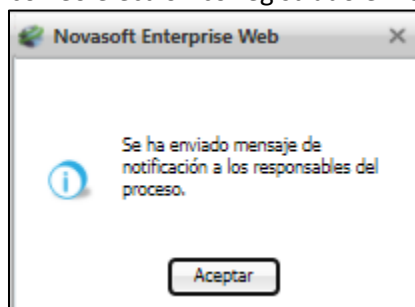 Novasoft Enterprise Web
Se ha enviado mensaje de
notificación a los responsables del
proceso.
Aceptar